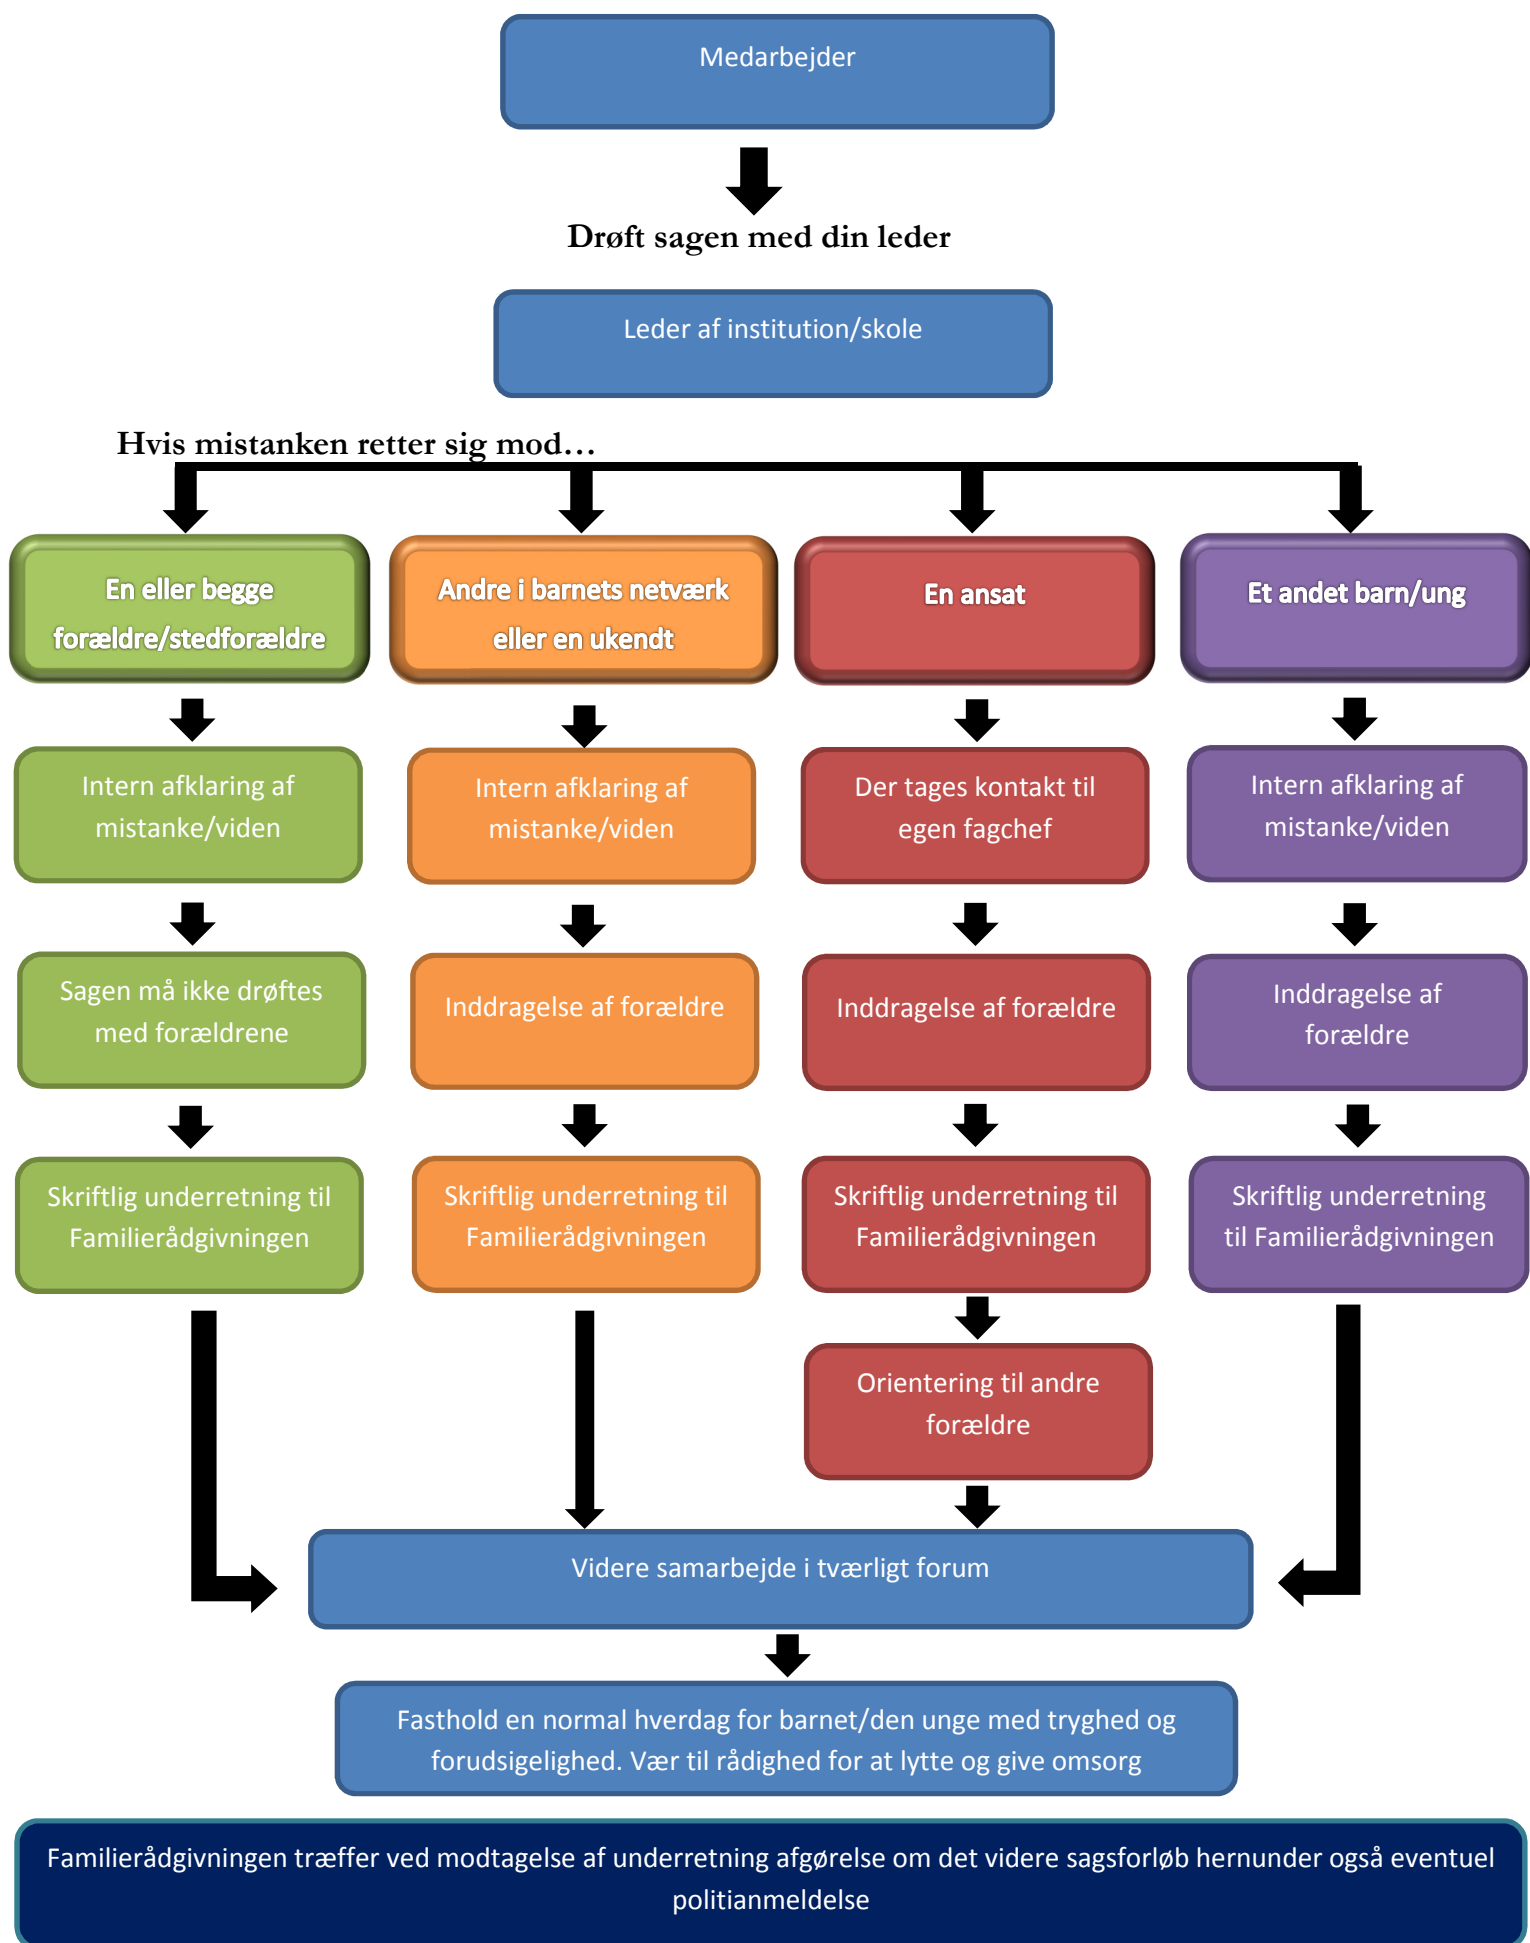 Medarbejder
Drøft sagen med din leder
Leder af institution/skole
Hvis mistanken retter sig mod…
En eller begge
forældre/stedforældre
Andre i barnets netværk
eller en ukendt
En ansat
Et andet barn/ung
Intern afklaring af
mistanke/viden
Intern afklaring af
mistanke/viden
Der tages kontakt til
egen fagchef
Intern afklaring af
mistanke/viden
Sagen må ikke drøftes
med forældrene
Inddragelse af forældre
Inddragelse af forældre
Inddragelse af
forældre
Skriftlig underretning til
Familierådgivningen
Skriftlig underretning til
Familierådgivningen
Skriftlig underretning til
Familierådgivningen
Skriftlig underretning
til Familierådgivningen
Orientering til andre
forældre
Videre samarbejde i tværligt forum
Fasthold en normal hverdag for barnet/den unge med tryghed og
forudsigelighed. Vær til rådighed for at lytte og give omsorg
Familierådgivningen træffer ved modtagelse af underretning afgørelse om det videre sagsforløb hernunder også eventuel
politianmeldelse